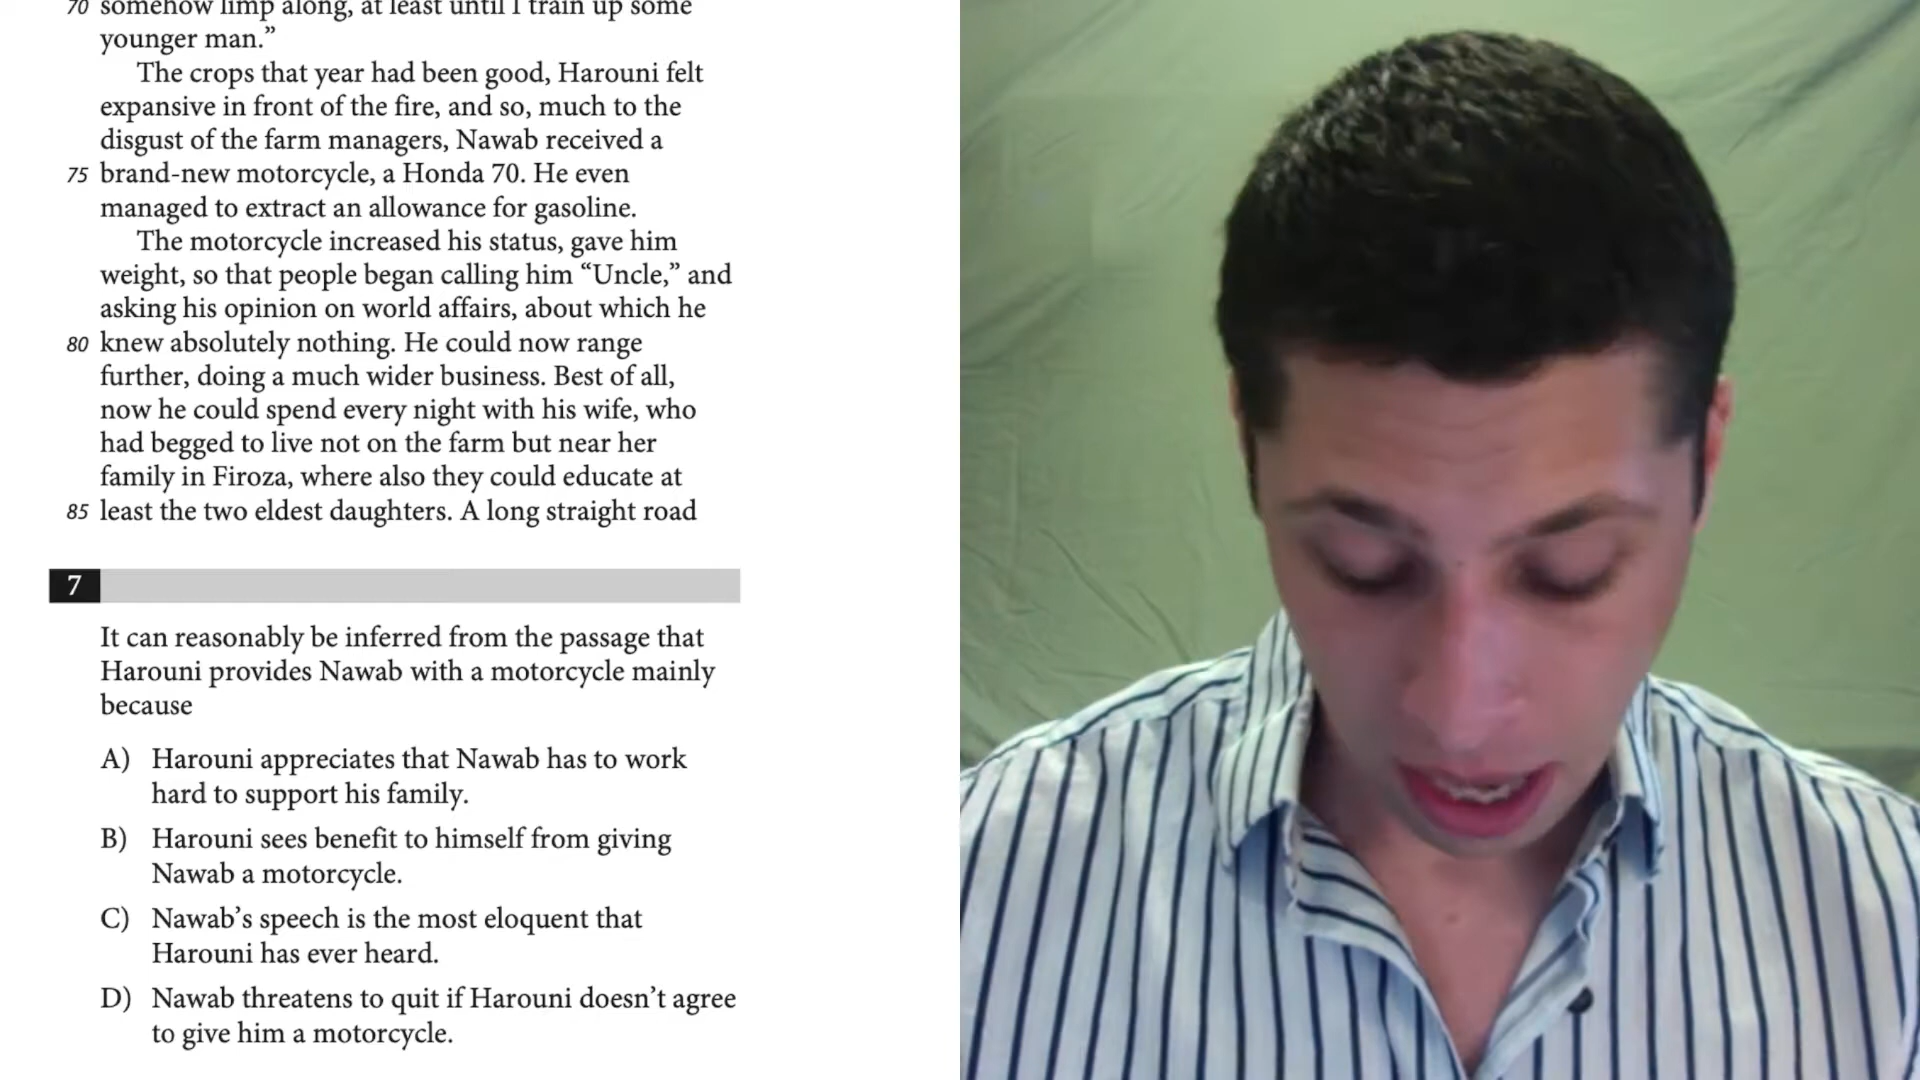 70 somehow limp along, at least until I train up some
younger man.”
The crops that year had been good, Harouni felt
expansive in front of the fire, and so, much to the
disgust of the farm managers, Nawab received a
75 brand-new motorcycle, a Honda 70. He even
managed to extract an allowance for gasoline.
The motorcycle increased his status, gave him
weight, so that people began calling him “Uncle,” and
asking his opinion on world affairs, about which he
80 knew absolutely nothing. He could now range
further, doing a much wider business. Best of all,
now he could spend every night with his wife, who
had begged to live not on the farm but near her
family in Firoza, where also they could educate at
85 least the two eldest daughters. A long straight road
7
It can reasonably be inferred from the passage that
Harouni provides Nawab with a motorcycle mainly
because
A) Harouni appreciates that Nawab has to work
hard to support his family.
B) Harouni sees benefit to himself from giving
Nawab a motorcycle.
C) Nawab’s speech is the most eloquent that
Harouni has ever heard.
D) Nawab threatens to quit if Harouni doesn’t agree
to give him a motorcycle.